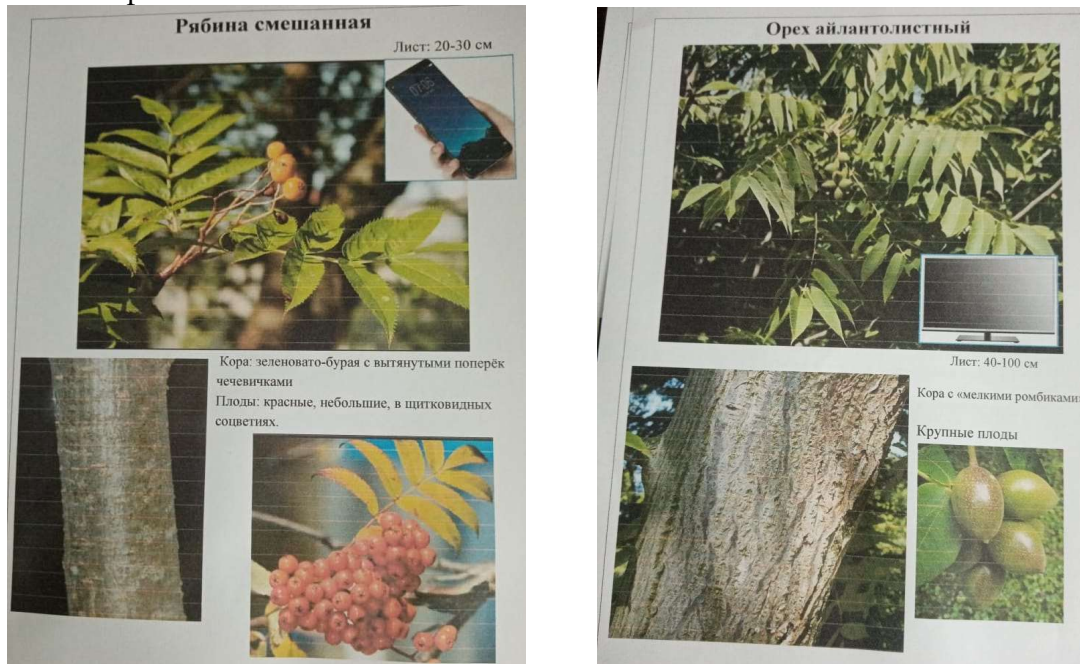 Рябина смешанная
Лист: 20-30 см
Кора: зеленовато-бурая с вытянутыми поперёк
чечевичками
Плоды: красные, небольшие, в щитковидных
соцветиях.
Орех айлантолистный
Лист: 40-100 см
Кора с «мелкими ромбиками»
Крупные плоды